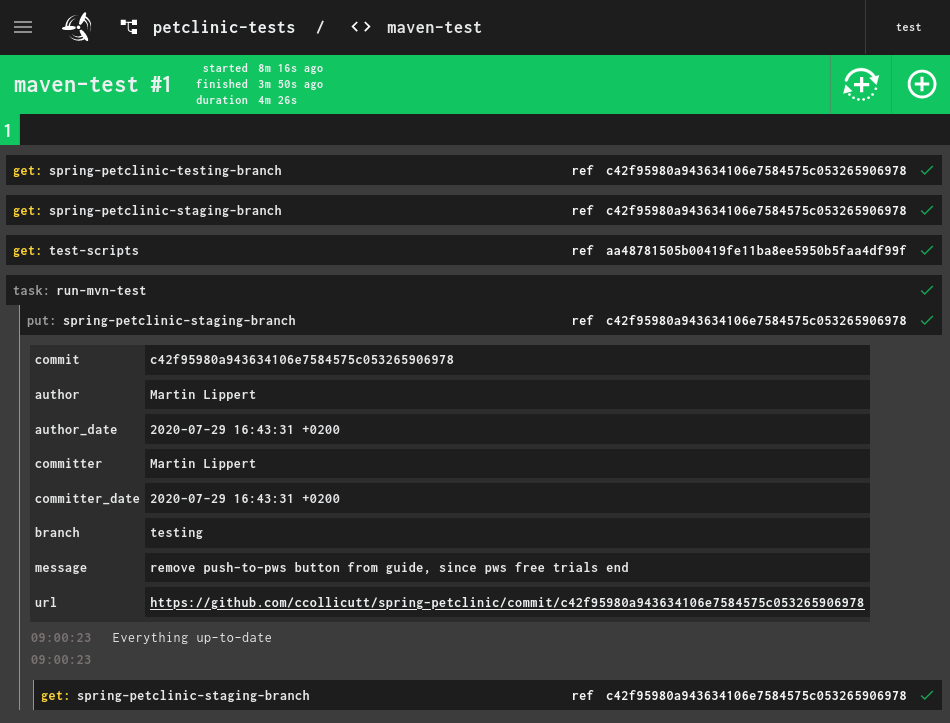 petclinic-tests / <> maven-test test
maven-test #1
started 8m 16s ago
finished 3m 50s ago
duration 4m 26s
1
get: spring-petclinic-testing-branch ref c42f95980a943634106e7584575c053265906978
get: spring-petclinic-staging-branch ref c42f95980a943634106e7584575c053265906978
get: test-scripts ref aa48781505b00419fe11ba8ee5950b5faa4df99f
task: run-mvn-test
put: spring-petclinic-staging-branch ref c42f95980a943634106e7584575c053265906978
commit c42f95980a943634106e7584575c053265906978
author Martin Lippert
author_date 2020-07-29 16:43:31 +0200
committer Martin Lippert
committer_date 2020-07-29 16:43:31 +0200
branch testing
message remove push-to-pws button from guide, since pws free trials end
url https://github.com/ccollicutt/spring-petclinic/commit/c42f95980a943634106e7584575c053265906978
09:00:23 Everything up-to-date
09:00:23
get: spring-petclinic-staging-branch ref c42f95980a943634106e7584575c053265906978